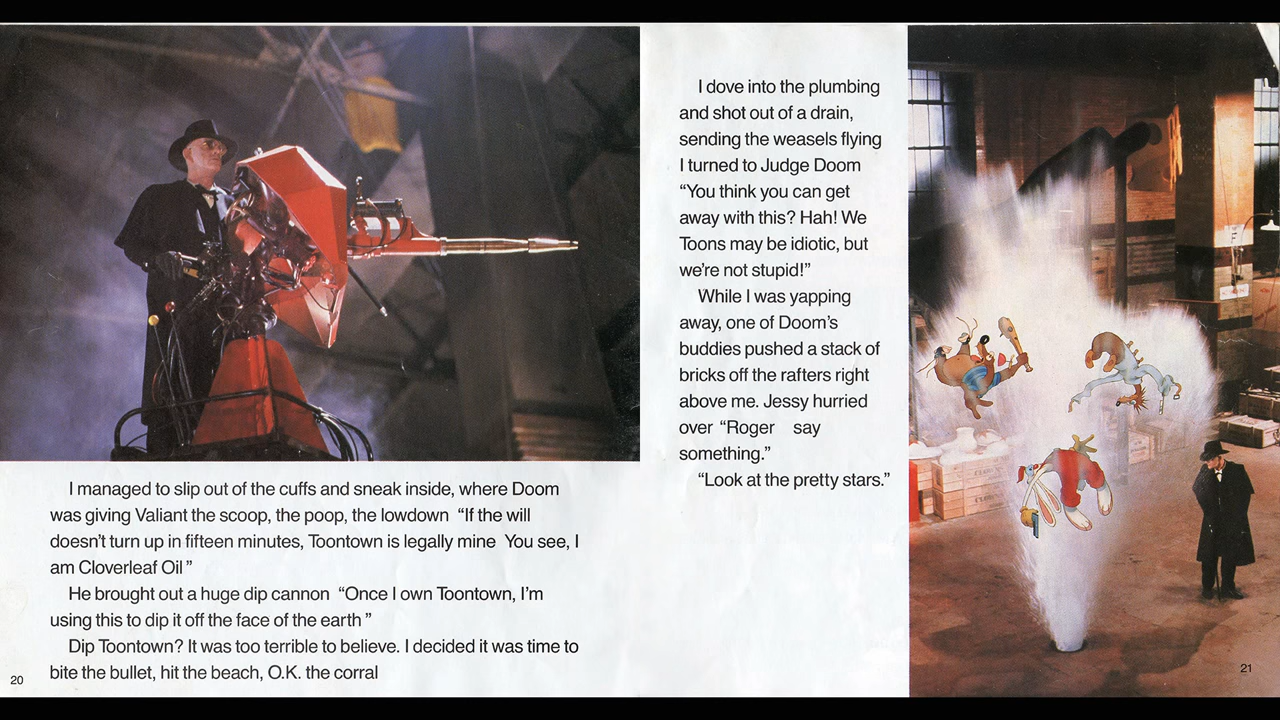 I managed to slip out of the cuffs and sneak inside, where Doom
was giving Valiant the scoop, the poop, the lowdown “If the will
doesn’t turn up in fifteen minutes, Toontown is legally mine You see, I
am Cloverleaf Oil”
He brought out a huge dip cannon “Once I own Toontown, I’m
using this to dip it off the face of the earth”
Dip Toontown? It was too terrible to believe. I decided it was time to
bite the bullet, hit the beach, O.K. the corral
20
I dove into the plumbing
and shot out of a drain,
sending the weasels flying
I turned to Judge Doom
“You think you can get
away with this? Hah! We
Toons may be idiotic, but
we’re not stupid!”
While I was yapping
away, one of Doom’s
buddies pushed a stack of
bricks off the rafters right
above me. Jessy hurried
over “Roger say
something.”
“Look at the pretty stars.”
21